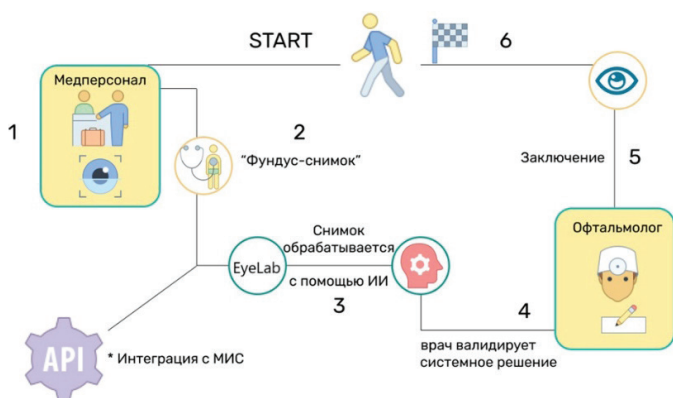 START
6
Медперсонал
1
2
"Фундус-снимок"
Заключение
5
Снимок
обрабатывается
EyeLab
с помощью ИИ
3
Офтальмолог
4
врач валидирует
системное решение
API
* Интеграция с МИС